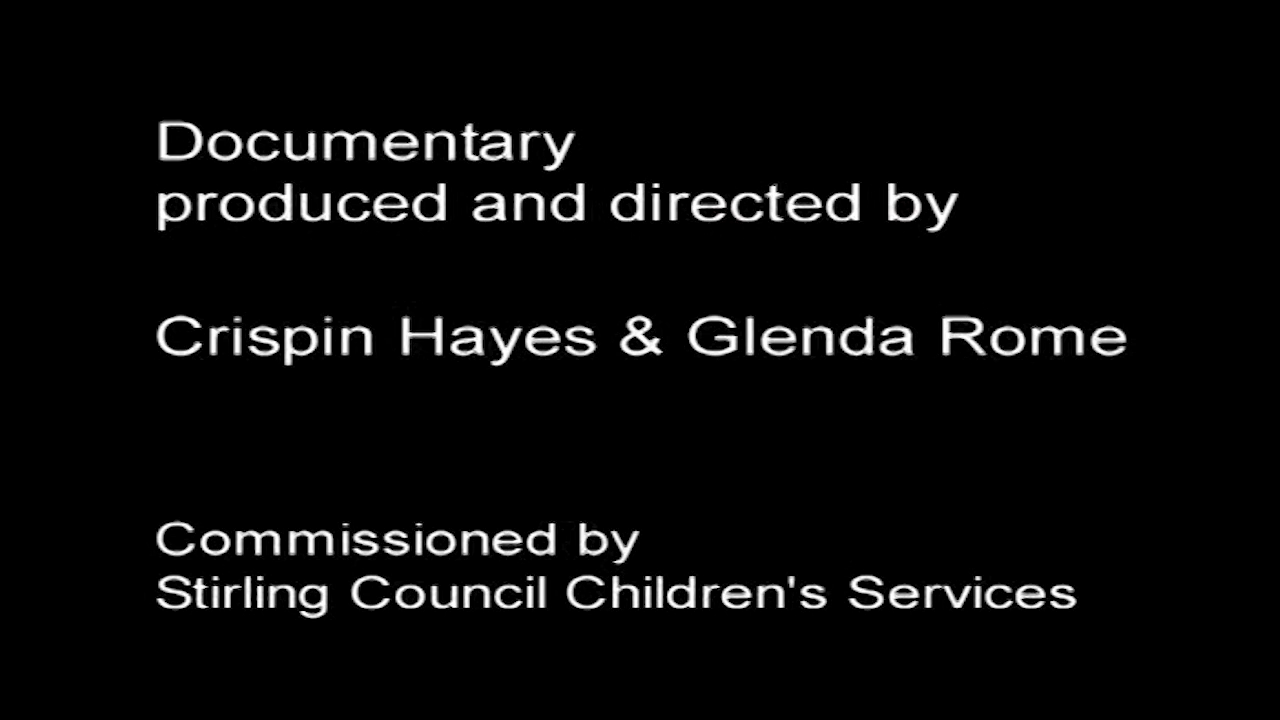 Documentary
produced and directed by
Crispin Hayes & Glenda Rome
Commissioned by
Stirling Council Children's Services